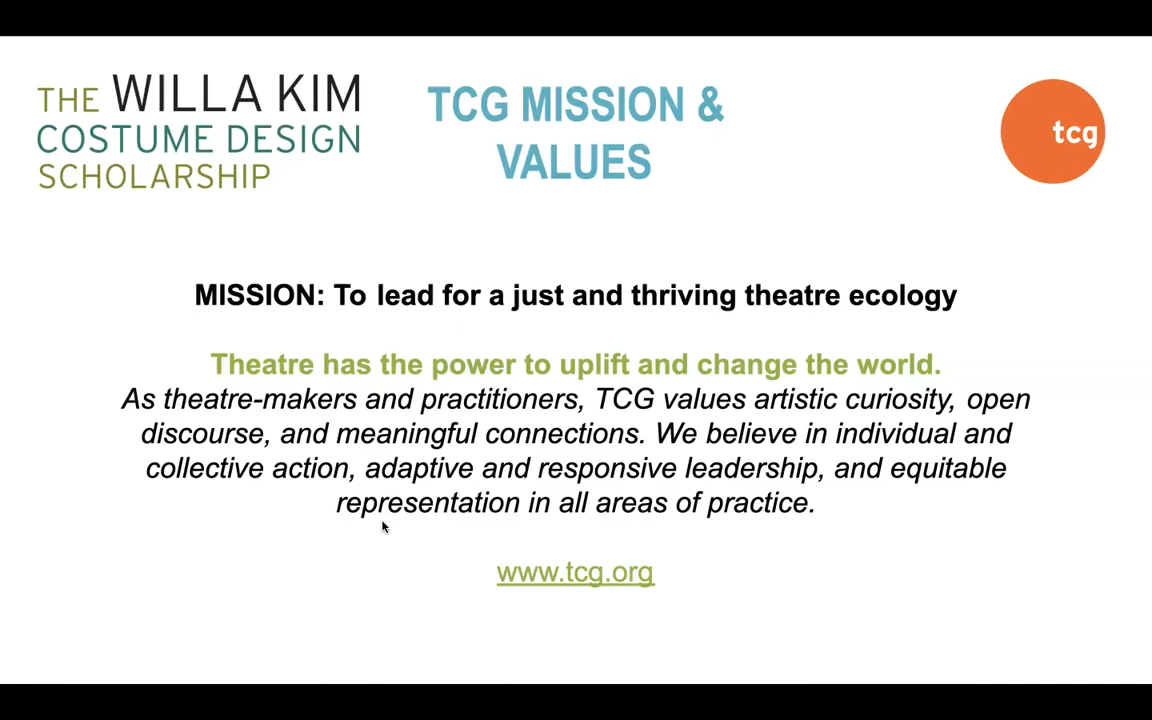 THE WILLA KIM
COSTUME DESIGN
SCHOLARSHIP
TCG MISSION &
VALUES
tcg
MISSION: To lead for a just and thriving theatre ecology
Theatre has the power to uplift and change the world.
As theatre-makers and practitioners, TCG values artistic curiosity, open
discourse, and meaningful connections. We believe in individual and
collective action, adaptive and responsive leadership, and equitable
representation in all areas of practice.
www.tcg.org